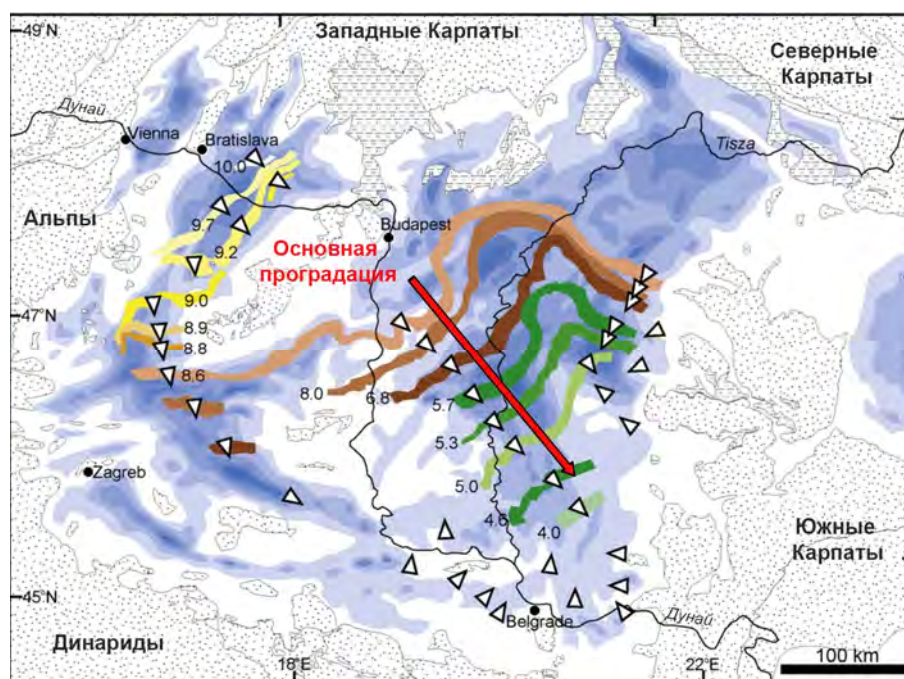 49°N
Западные Карпаты
Северные
Карпаты
Дунай
Vienna
Bratislava
Tisza
10.0
Альпы
9.7
Budapest
9.2
Основная
проградация
9.0
47°N
8.9
8.8
8.6
8.0
6.8
5.7
5.3
Zagreb
5.0
4.6
4.0
Южные
Карпаты
45°N
Belgrade
Дунай
Динариды
18°E
22°E
100 km